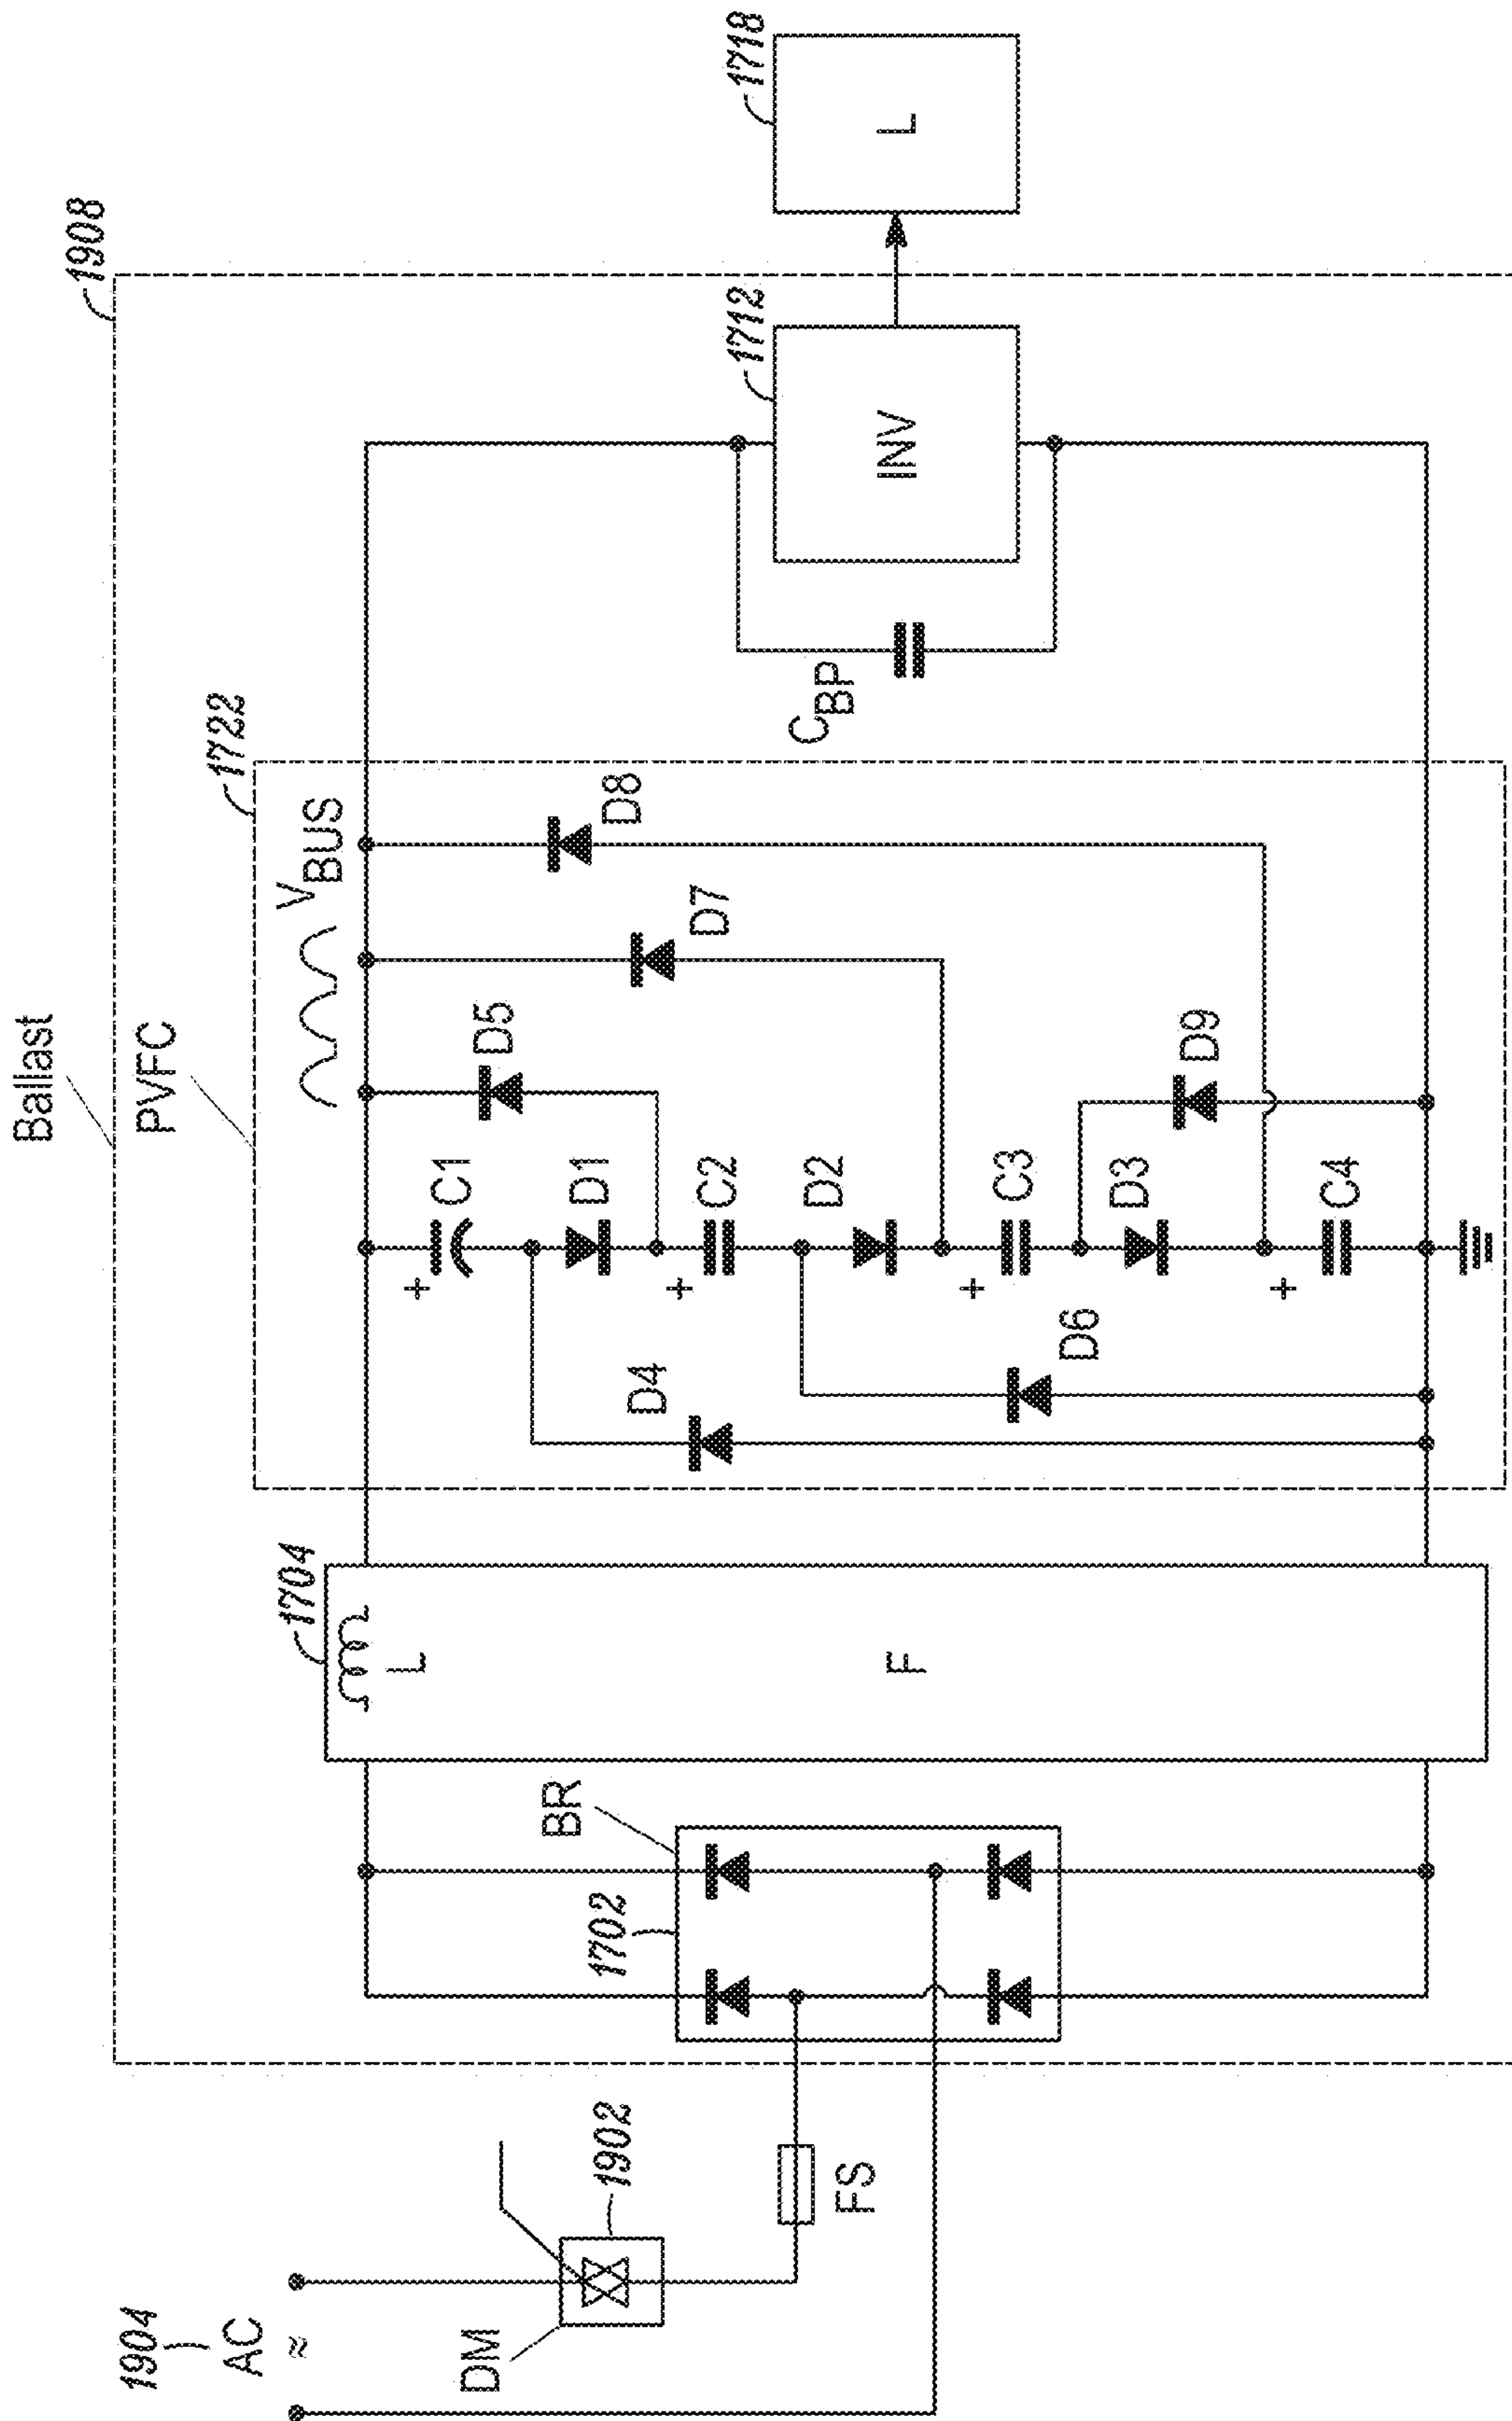 Ballast
1908
PVFC
1722
V BUS
1904
AC
≈
DM
1902
FS
1702
BR
1704
L
F
+ C1
D1
D5
D4
+ C2
D2
D7
D8
D6
+ C3
D3
D9
+ C4
C BP
1712
INV
1718
L